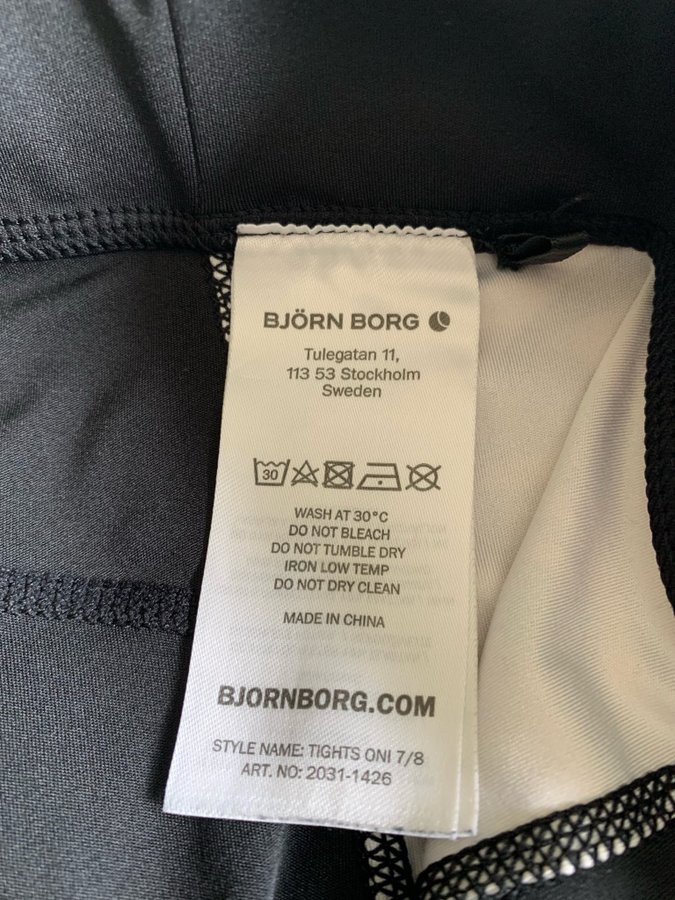 BJÖRN BORG
Tulegatan 11,
113 53 Stockholm
Sweden
30
WASH AT 30°C
DO NOT BLEACH
DO NOT TUMBLE DRY
IRON LOW TEMP
DO NOT DRY CLEAN
MADE IN CHINA
BJORNBORG.COM
STYLE NAME: TIGHTS ONI 7/8
ART. NO: 2031-1426